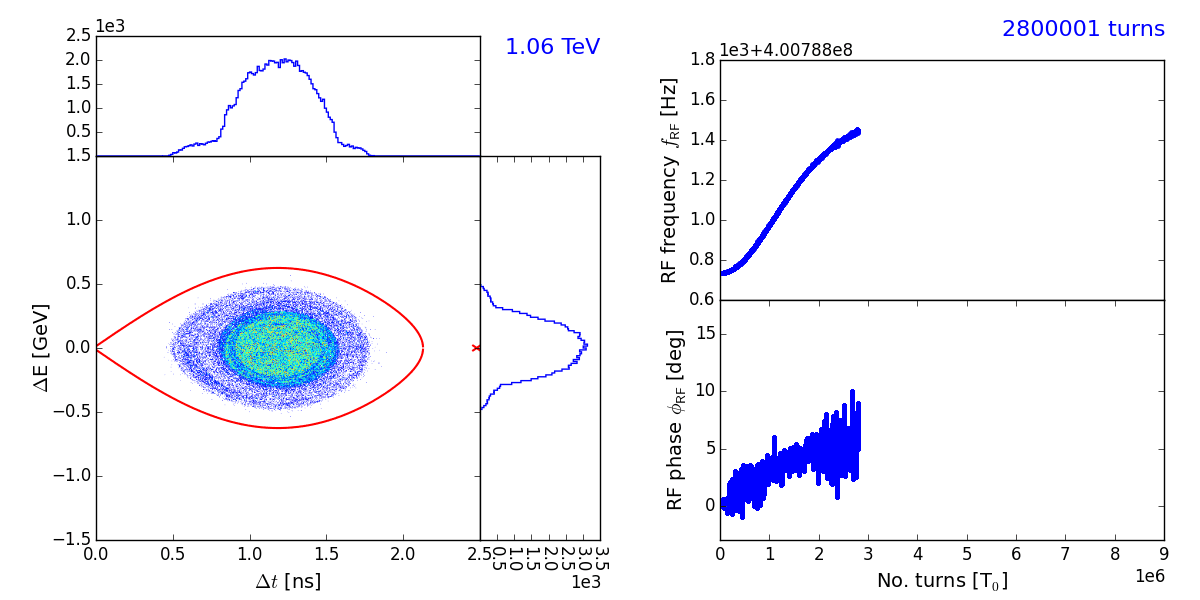 1e3
2.5
2.0
1.5
1.0
0.5
1.06 TeV
1.5
1.0
0.5
0.0
−0.5
−1.0
−1.5
ΔE [GeV]
0.0 0.5 1.0 1.5 2.0 2.5
Δt [ns]
0.5 1.0 1.5 2.0 2.5 3.0 3.5
1e3
2800001 turns
1e3+4.00788e8
1.8
1.6
1.4
1.2
1.0
0.8
0.6
RF frequency fRF [Hz]
15
10
5
0
RF phase ϕRF [deg]
0 1 2 3 4 5 6 7 8 9
1e6
No. turns [T0]